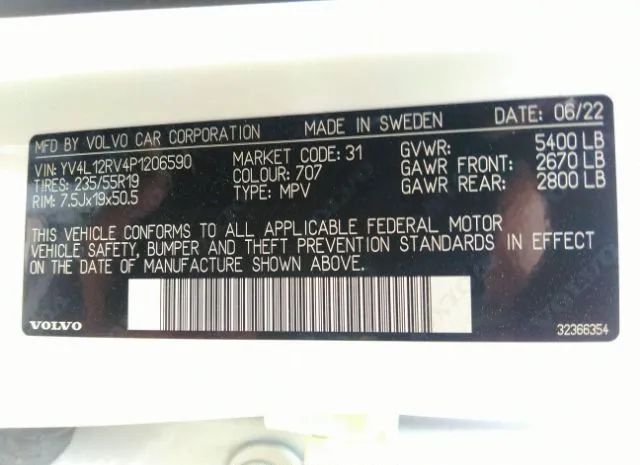 MFD BY VOLVO CAR CORPORATION MADE IN SWEDEN DATE: 06/22
VIN: YV4L12RV4P1206590 MARKET CODE: 31 GVWR: 5400 LB
TIRES: 235/55R19 COLOUR: 707 GAWR FRONT: 2670 LB
RIM: 7.5Jx19x50.5 TYPE: MPV GAWR REAR: 2800 LB
THIS VEHICLE CONFORMS TO ALL APPLICABLE FEDERAL MOTOR
VEHICLE SAFETY, BUMPER AND THEFT PREVENTION STANDARDS IN EFFECT
ON THE DATE OF MANUFACTURE SHOWN ABOVE.
VOLVO 32366354